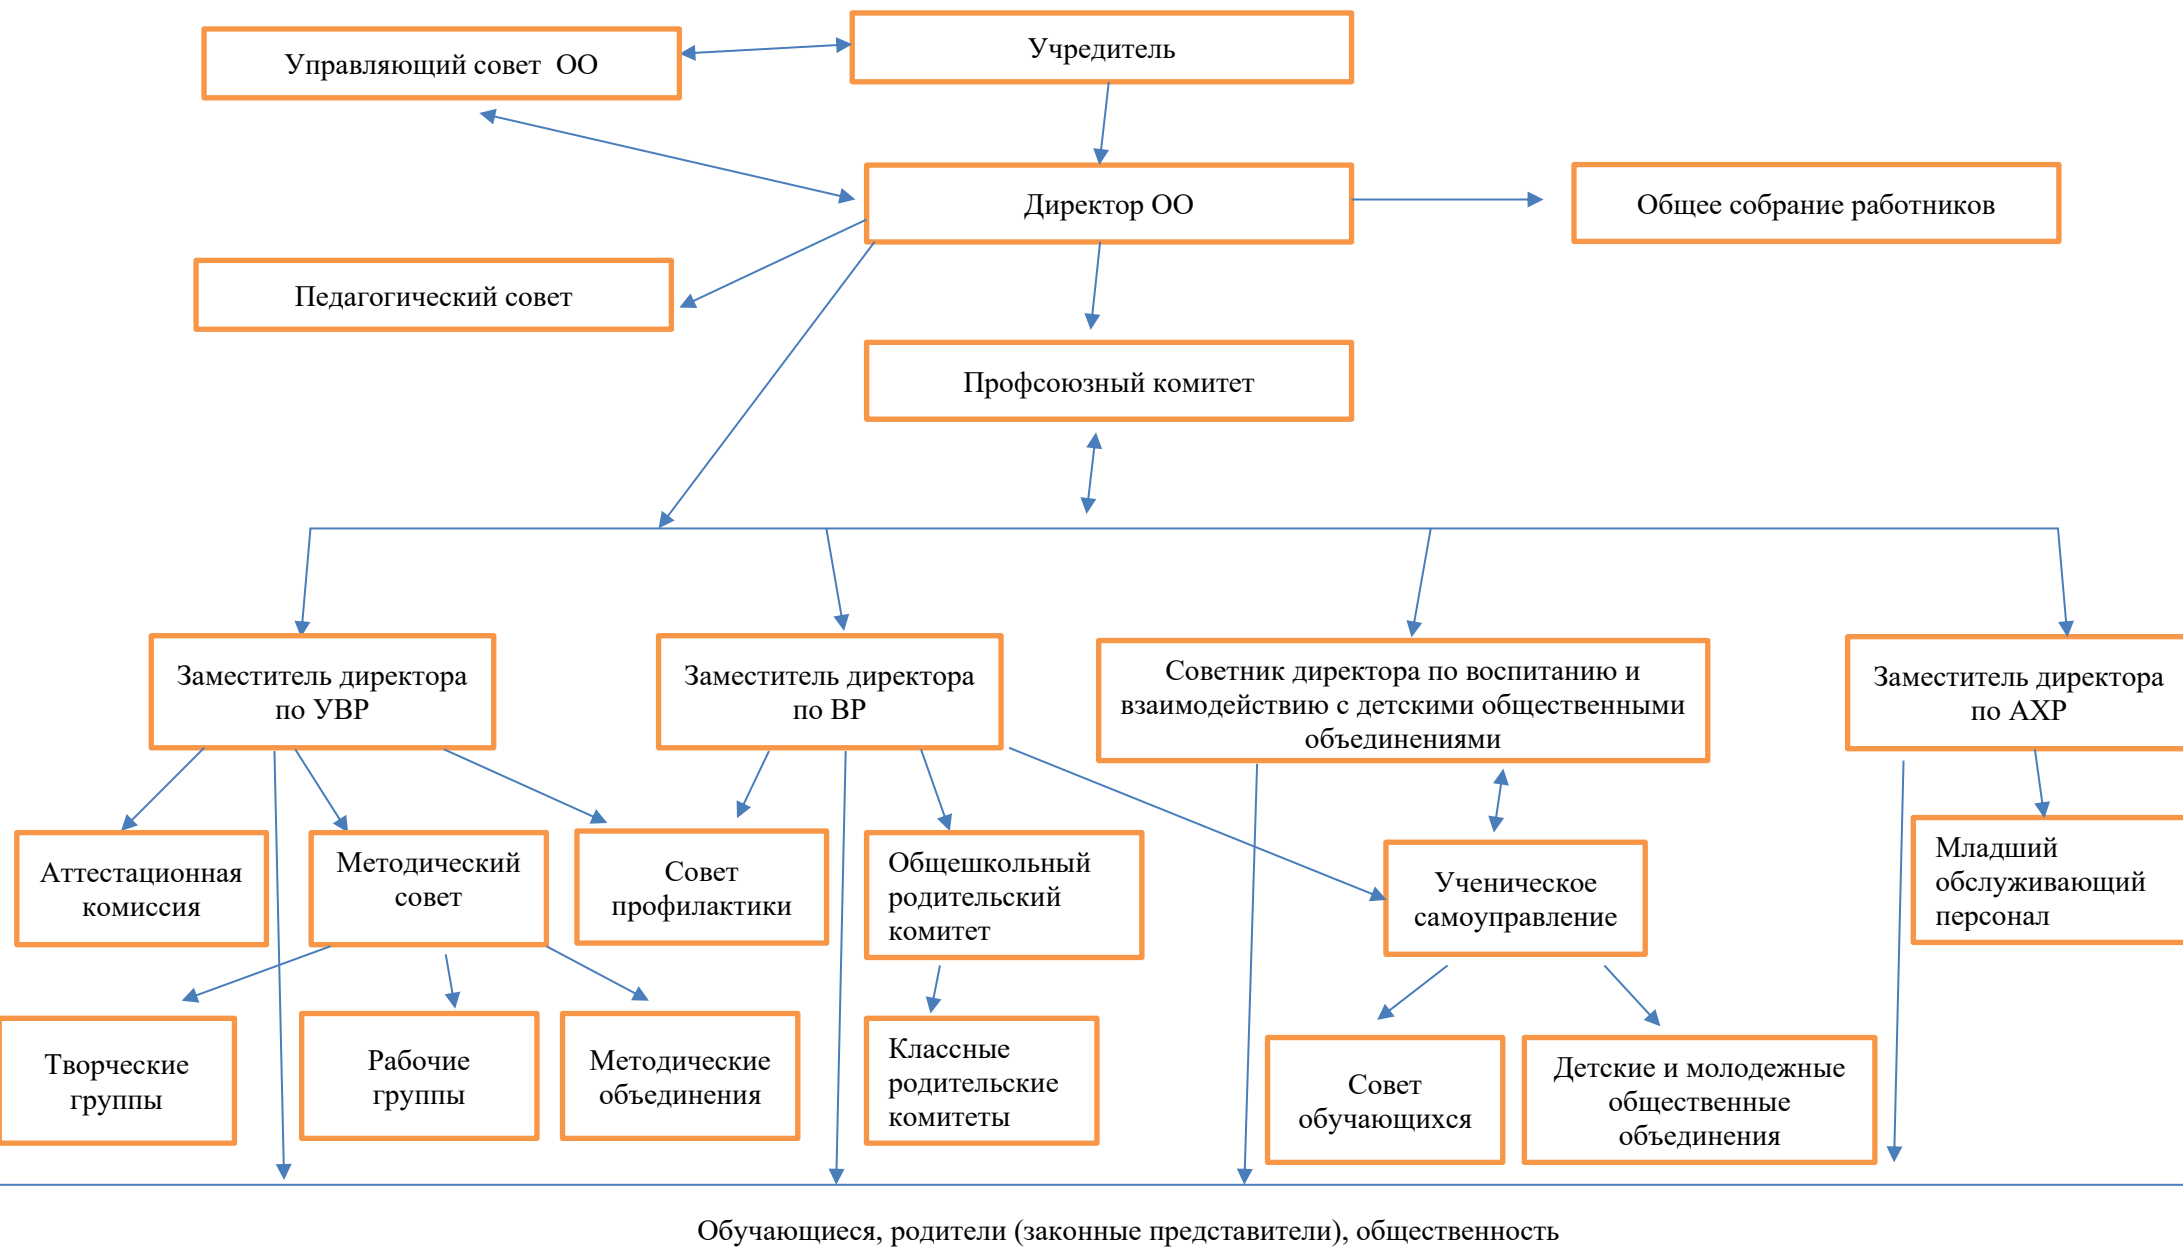 Управляющий совет  ОО
Учредитель
Директор ОО
Общее собрание работников
Педагогический совет
Профсоюзный комитет
Заместитель директора
по УВР
Заместитель директора
по ВР
Советник директора по воспитанию и
взаимодействию с детскими общественными
объединениями
Заместитель директора
по АХР
Аттестационная
комиссия
Методический
совет
Совет
профилактики
Общешкольный
родительский
комитет
Ученическое
самоуправление
Младший
обслуживающий
персонал
Творческие
группы
Рабочие
группы
Методические
объединения
Классные
родительские
комитеты
Совет
обучающихся
Детские и молодежные
общественные
объединения
Обучающиеся, родители (законные представители), общественность